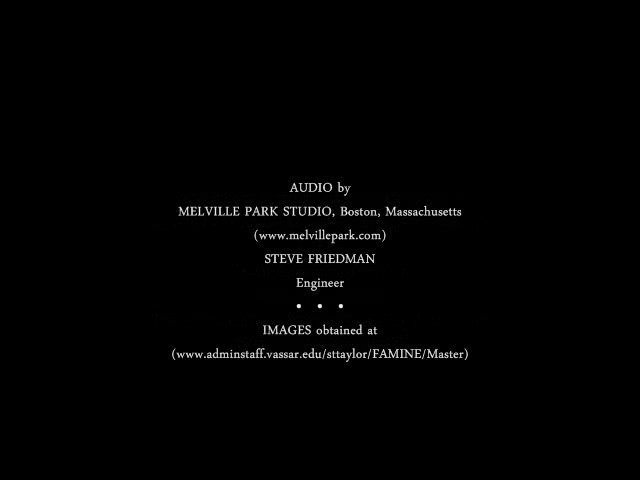 AUDIO by
MELVILLE PARK STUDIO, Boston, Massachusetts
(www.melvillepark.com)
STEVE FRIEDMAN
Engineer
• • •
IMAGES obtained at
(www.adminstaff.vassar.edu/sttaylor/FAMINE/Master)